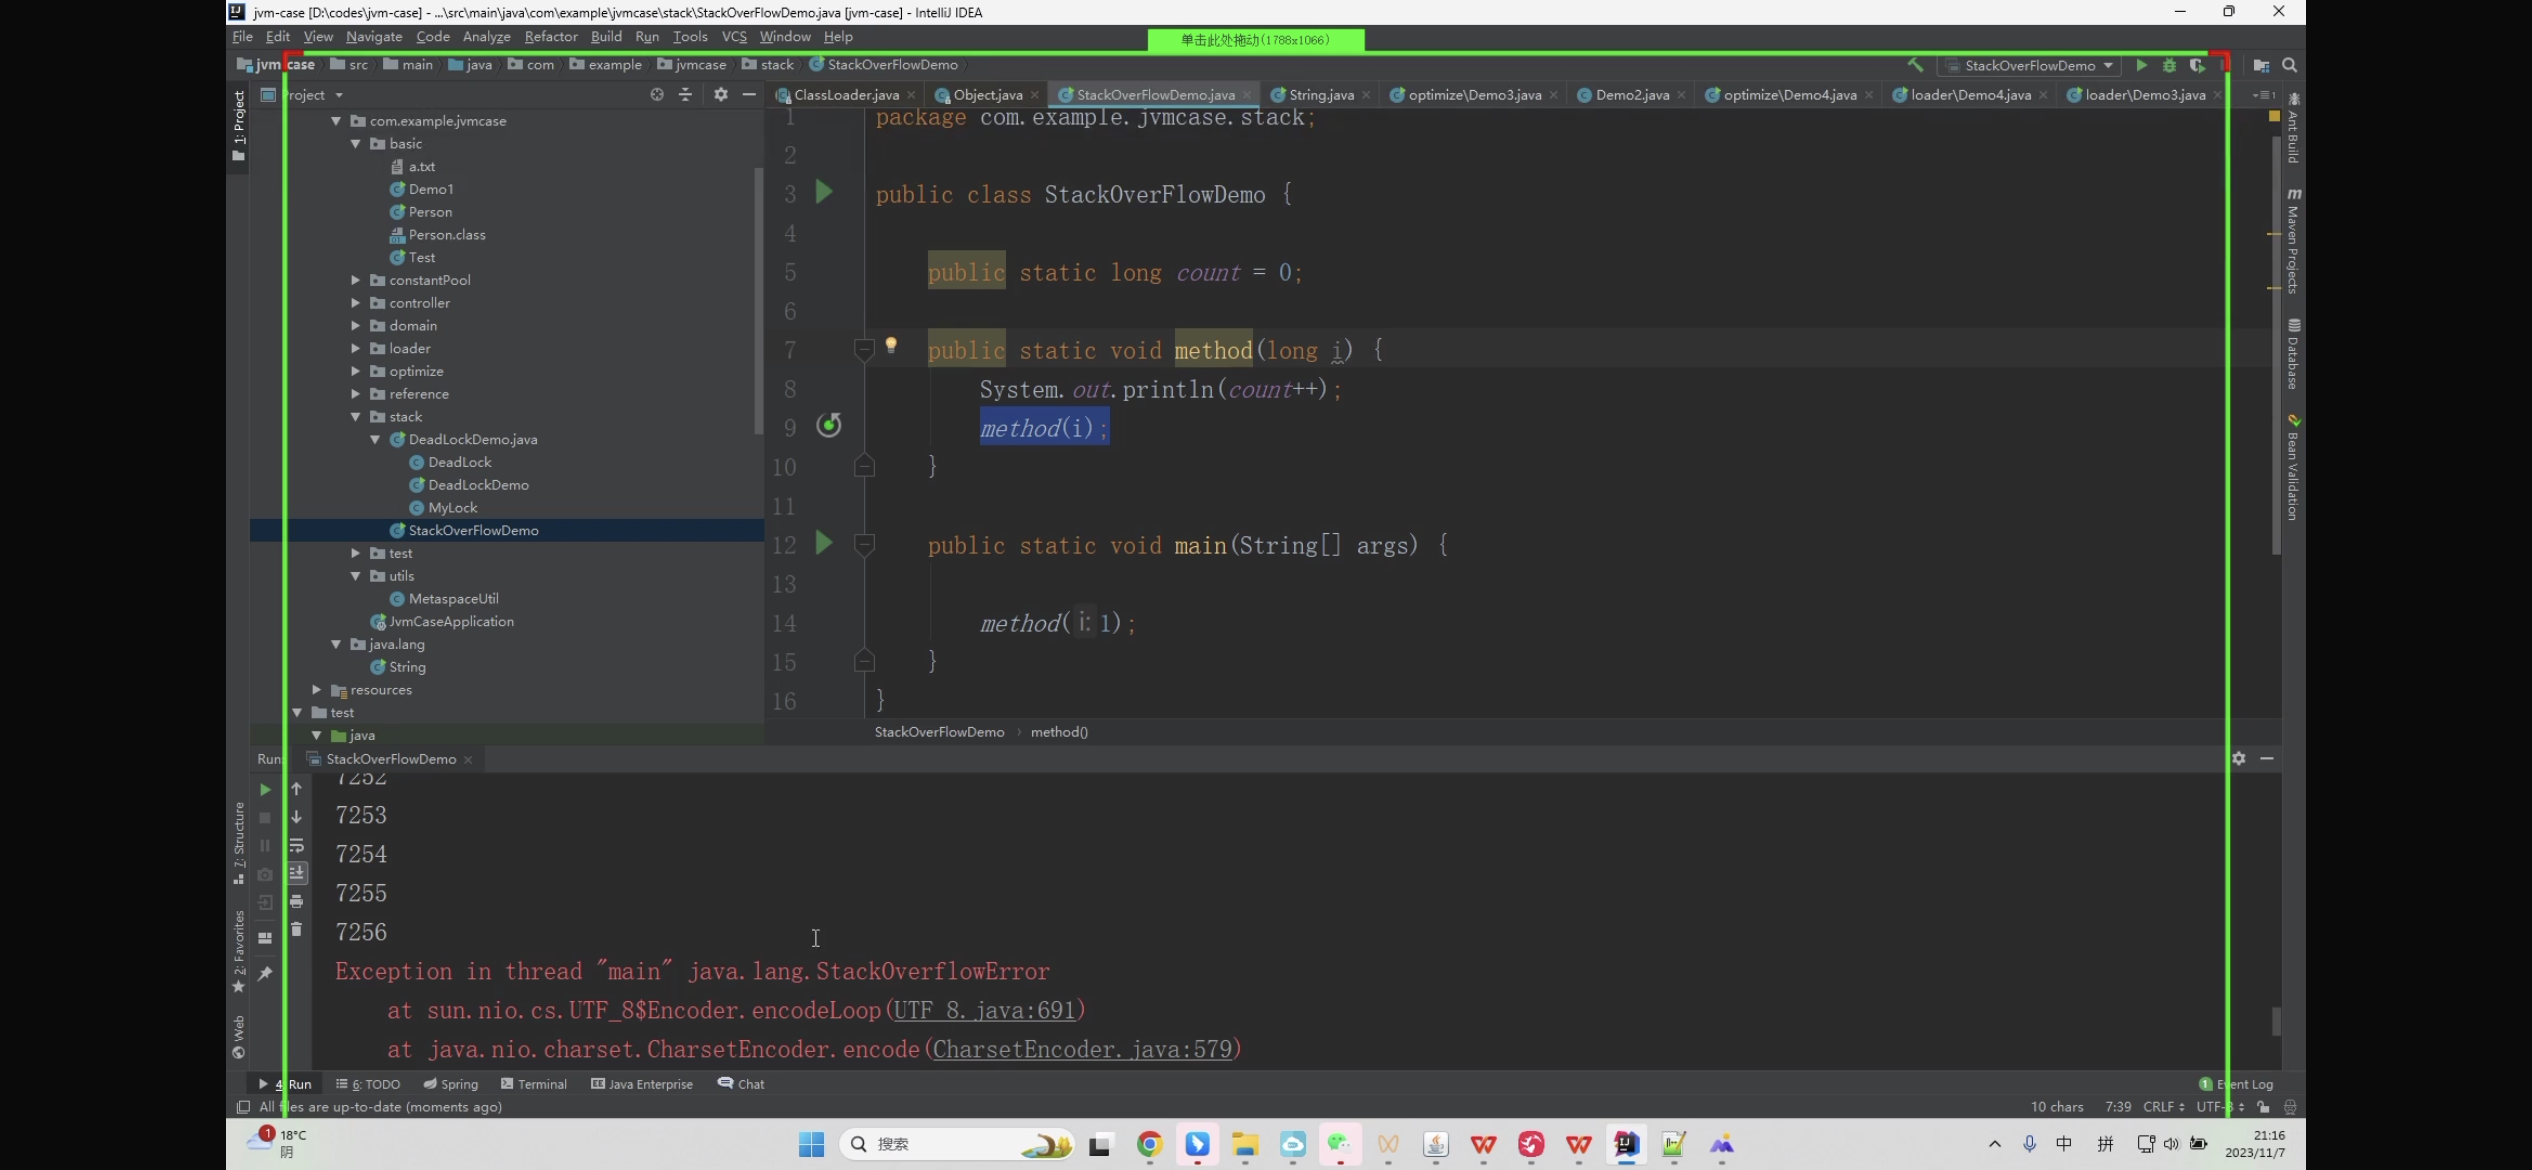 jvm-case [D:\codes\jvm-case] - ...\src\main\java\com\example\jvmcase\stack\StackOverFlowDemo.java [jvm-case] - IntelliJ IDEA
File Edit View Navigate Code Analyze Refactor Build Run Tools VCS Window Help
单击此处拖动(1788x1066)
jvm-case src main java com example jvmcase stack StackOverFlowDemo
StackOverFlowDemo
Project
ClassLoader.java Object.java StackOverFlowDemo.java String.java optimize\Demo3.java Demo2.java optimize\Demo4.java loader\Demo4.java loader\Demo3.java
1: Project
com.example.jvmcase
basic
a.txt
Demo1
Person
Person.class
Test
constantPool
controller
domain
loader
optimize
reference
stack
DeadLockDemo.java
DeadLock
DeadLockDemo
MyLock
StackOverFlowDemo
test
utils
MetaspaceUtil
JvmCaseApplication
java.lang
String
resources
test
java
1 package com.example.jvmcase.stack;
2
3 public class StackOverFlowDemo {
4
5 public static long count = 0;
6
7 public static void method(long i) {
8 System.out.println(count++);
9 method(i);
10 }
11
12 public static void main(String[] args) {
13
14 method( i: 1);
15 }
16 }
StackOverFlowDemo › method()
Ant Build
Maven Projects
Database
Bean Validation
Run: StackOverFlowDemo
7252
7253
7254
7255
7256
Exception in thread "main" java.lang.StackOverflowError
at sun.nio.cs.UTF_8$Encoder.encodeLoop(UTF_8.java:691)
at java.nio.charset.CharsetEncoder.encode(CharsetEncoder.java:579)
7: Structure
2: Favorites
Web
4: Run 6: TODO Spring Terminal Java Enterprise Chat
1 Event Log
All files are up-to-date (moments ago)
10 chars 7:39 CRLF UTF-8
1
18°C
阴
搜索
中 拼
21:16
2023/11/7